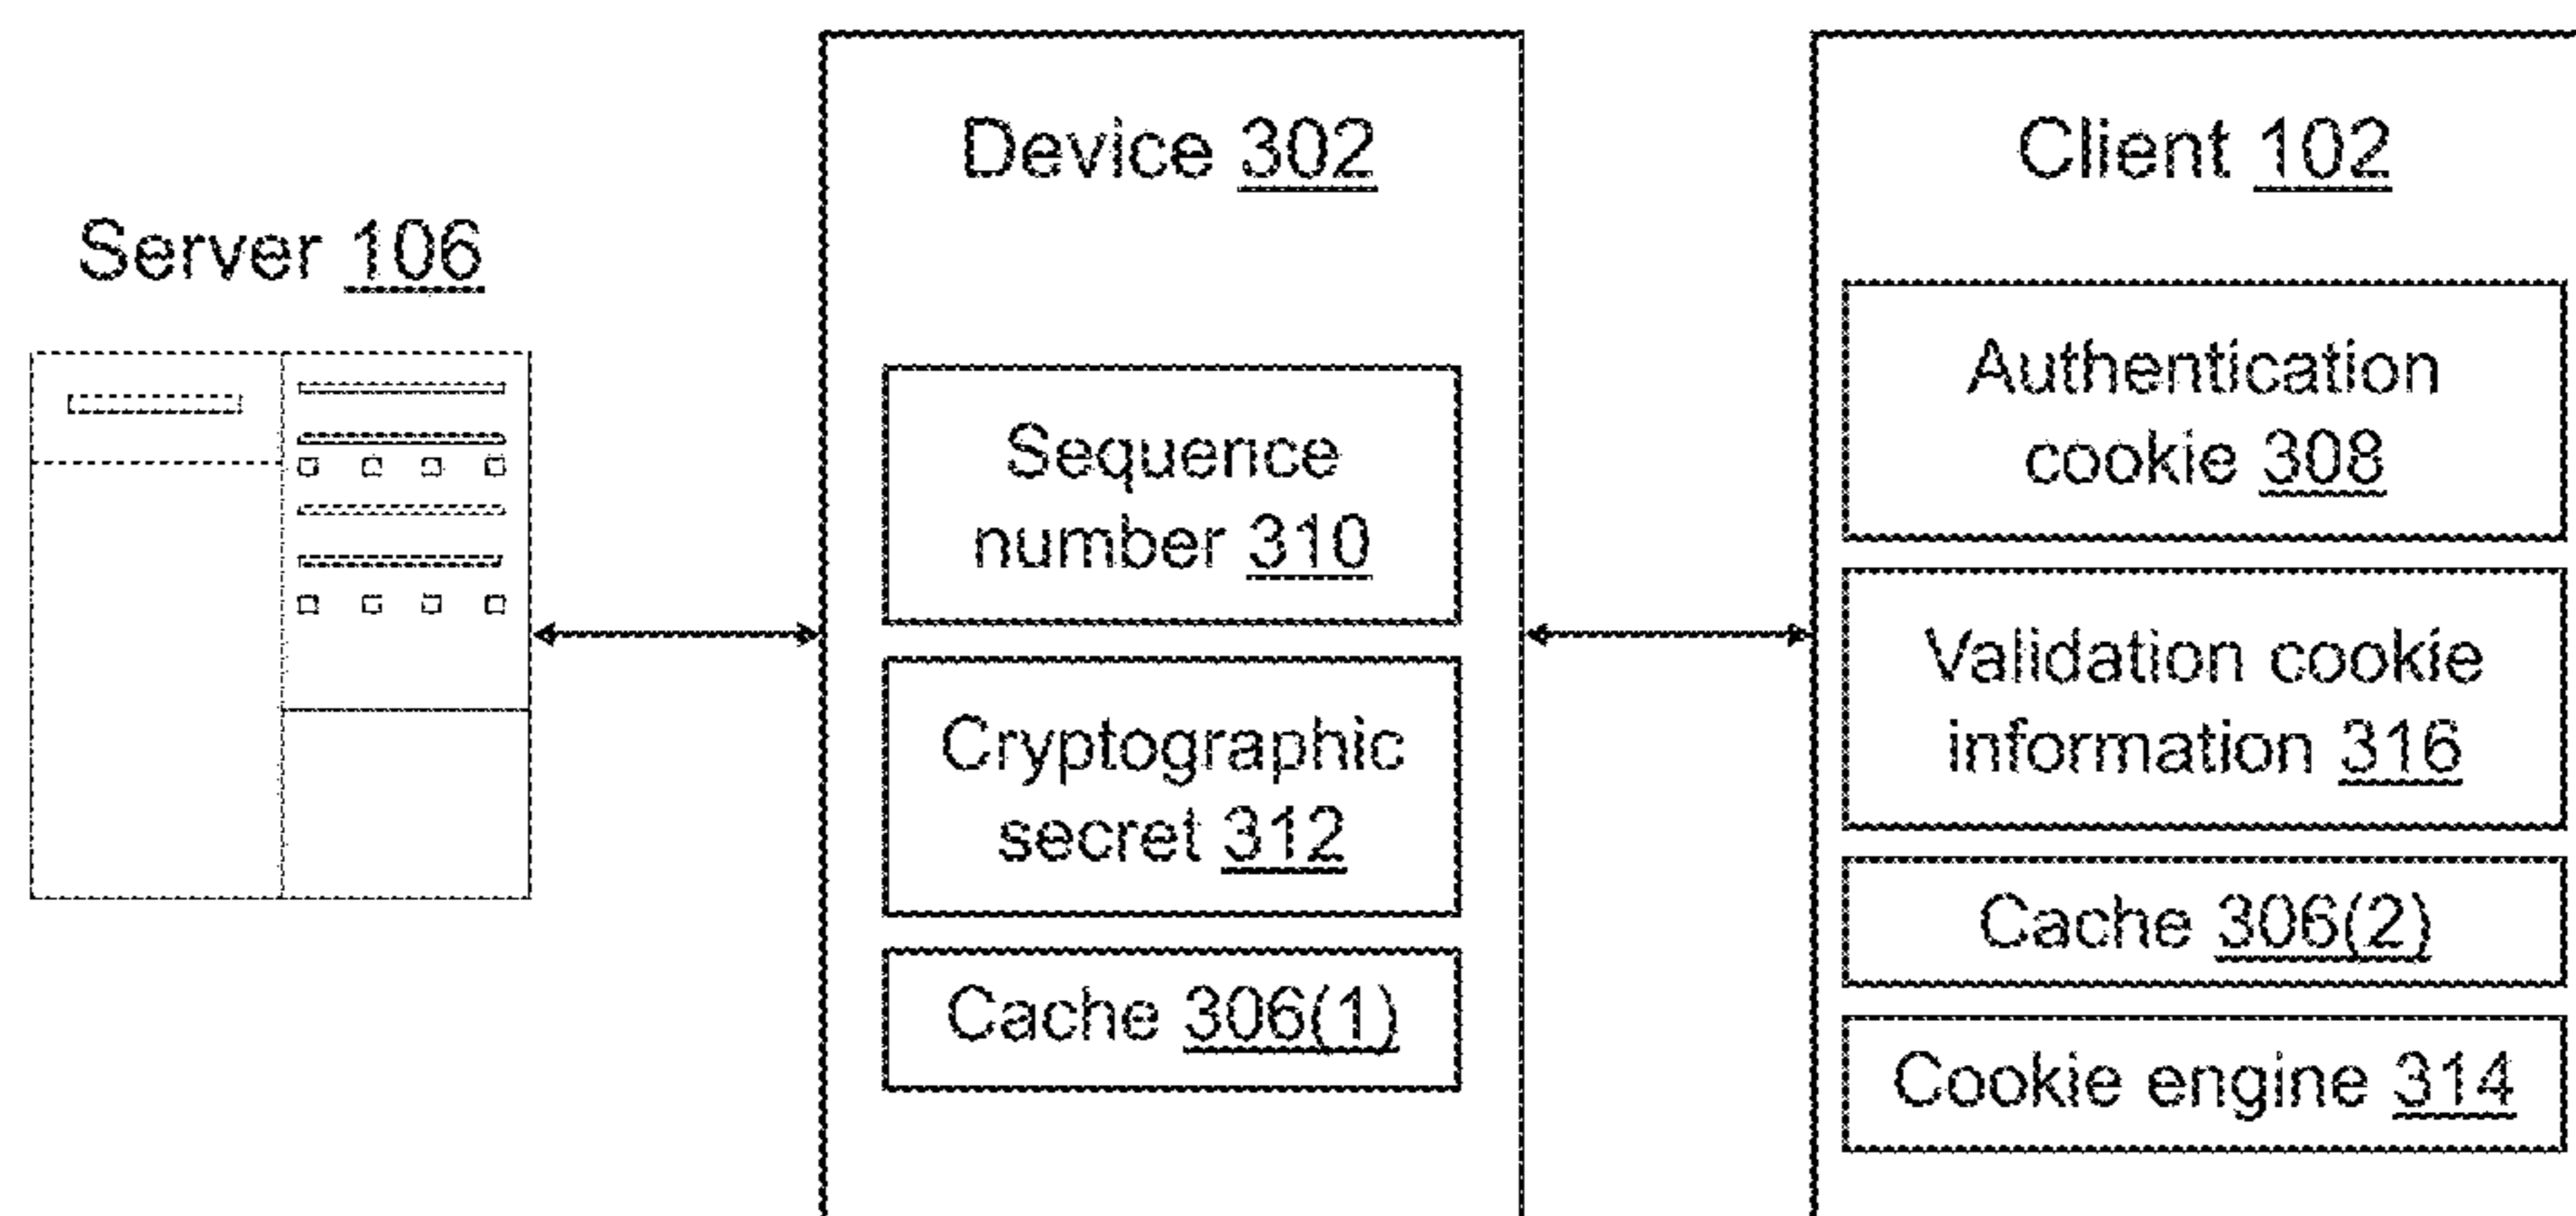 Server 106
Device 302
Sequence
number 310
Cryptographic
secret 312
Cache 306(1)
Client 102
Authentication
cookie 308
Validation cookie
information 316
Cache 306(2)
Cookie engine 314